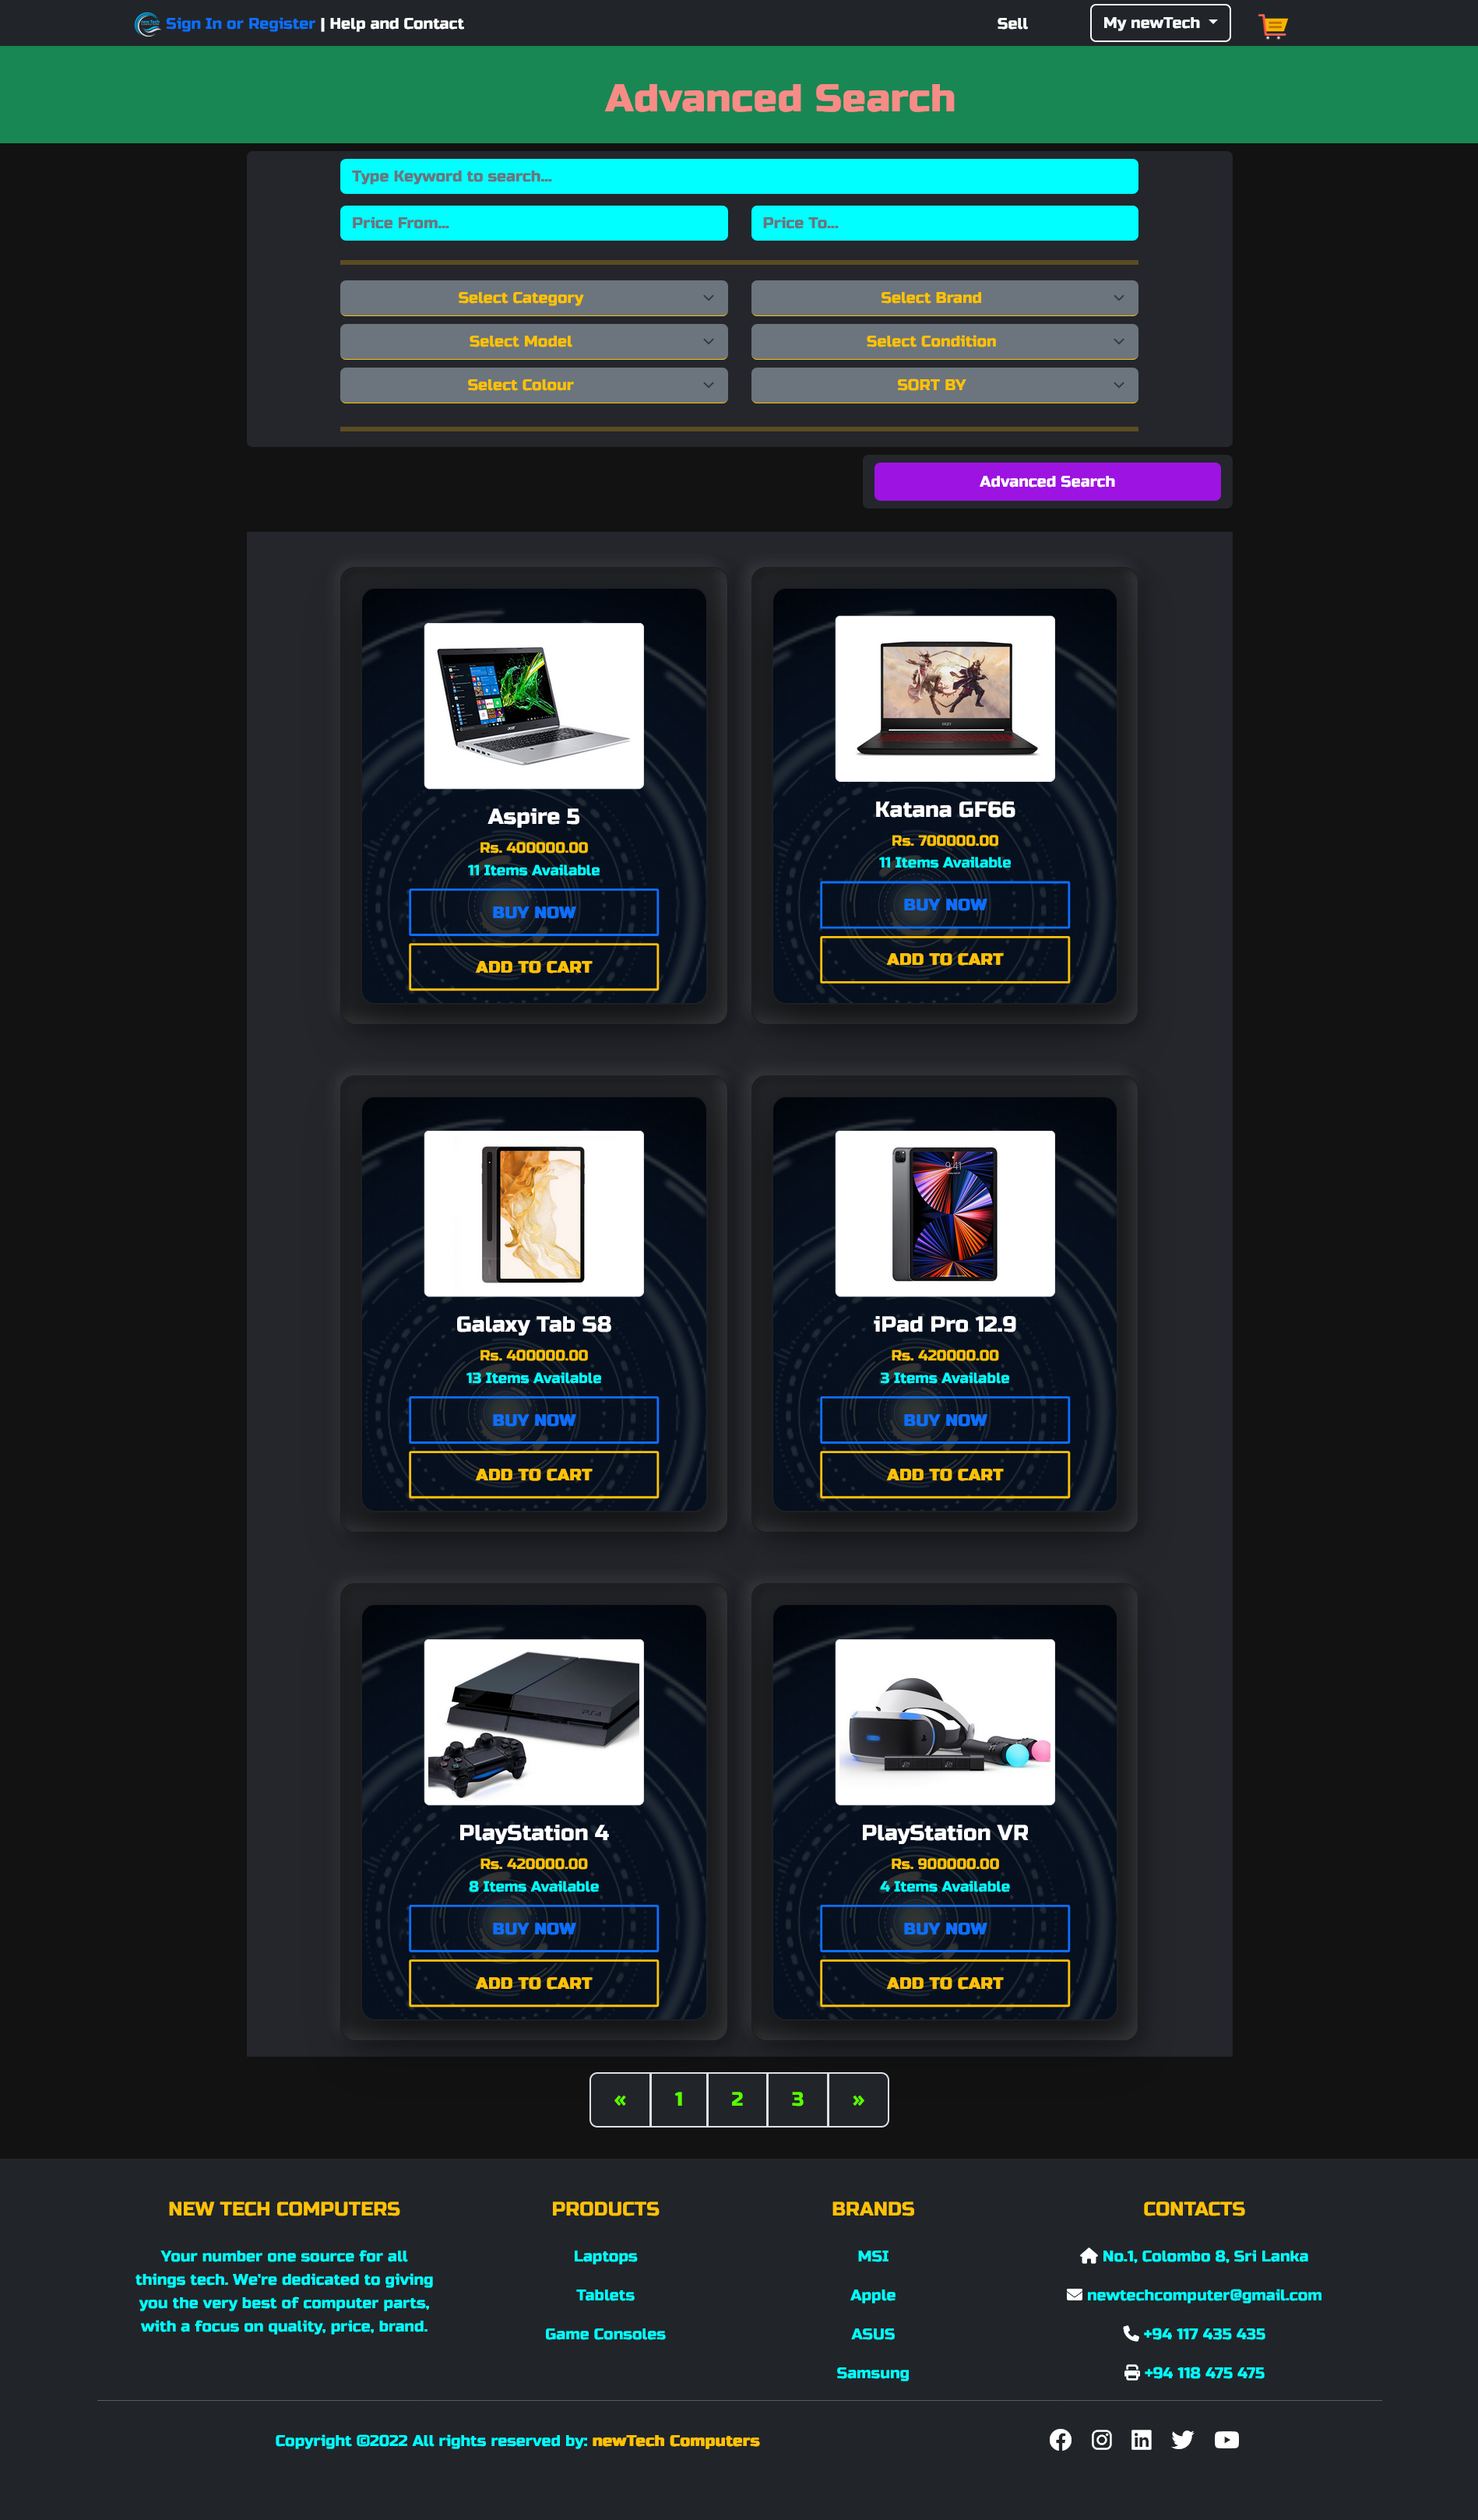 Sign In or Register | Help and Contact
Sell
My newTech
Advanced Search
Type Keyword to search...
Price From...
Price To...
Select Category
Select Brand
Select Model
Select Condition
Select Colour
SORT BY
Advanced Search
Aspire 5
Rs. 400000.00
11 Items Available
BUY NOW
ADD TO CART
Katana GF66
Rs. 700000.00
11 Items Available
BUY NOW
ADD TO CART
Galaxy Tab S8
Rs. 400000.00
13 Items Available
BUY NOW
ADD TO CART
9:41
iPad Pro 12.9
Rs. 420000.00
3 Items Available
BUY NOW
ADD TO CART
PS4
PlayStation 4
Rs. 420000.00
8 Items Available
BUY NOW
ADD TO CART
PlayStation VR
Rs. 900000.00
4 Items Available
BUY NOW
ADD TO CART
« 1 2 3 »
NEW TECH COMPUTERS
Your number one source for all
things tech. We're dedicated to giving
you the very best of computer parts,
with a focus on quality, price, brand.
PRODUCTS
Laptops
Tablets
Game Consoles
BRANDS
MSI
Apple
ASUS
Samsung
CONTACTS
No.1, Colombo 8, Sri Lanka
newtechcomputer@gmail.com
+94 117 435 435
+94 118 475 475
Copyright ©2022 All rights reserved by: newTech Computers